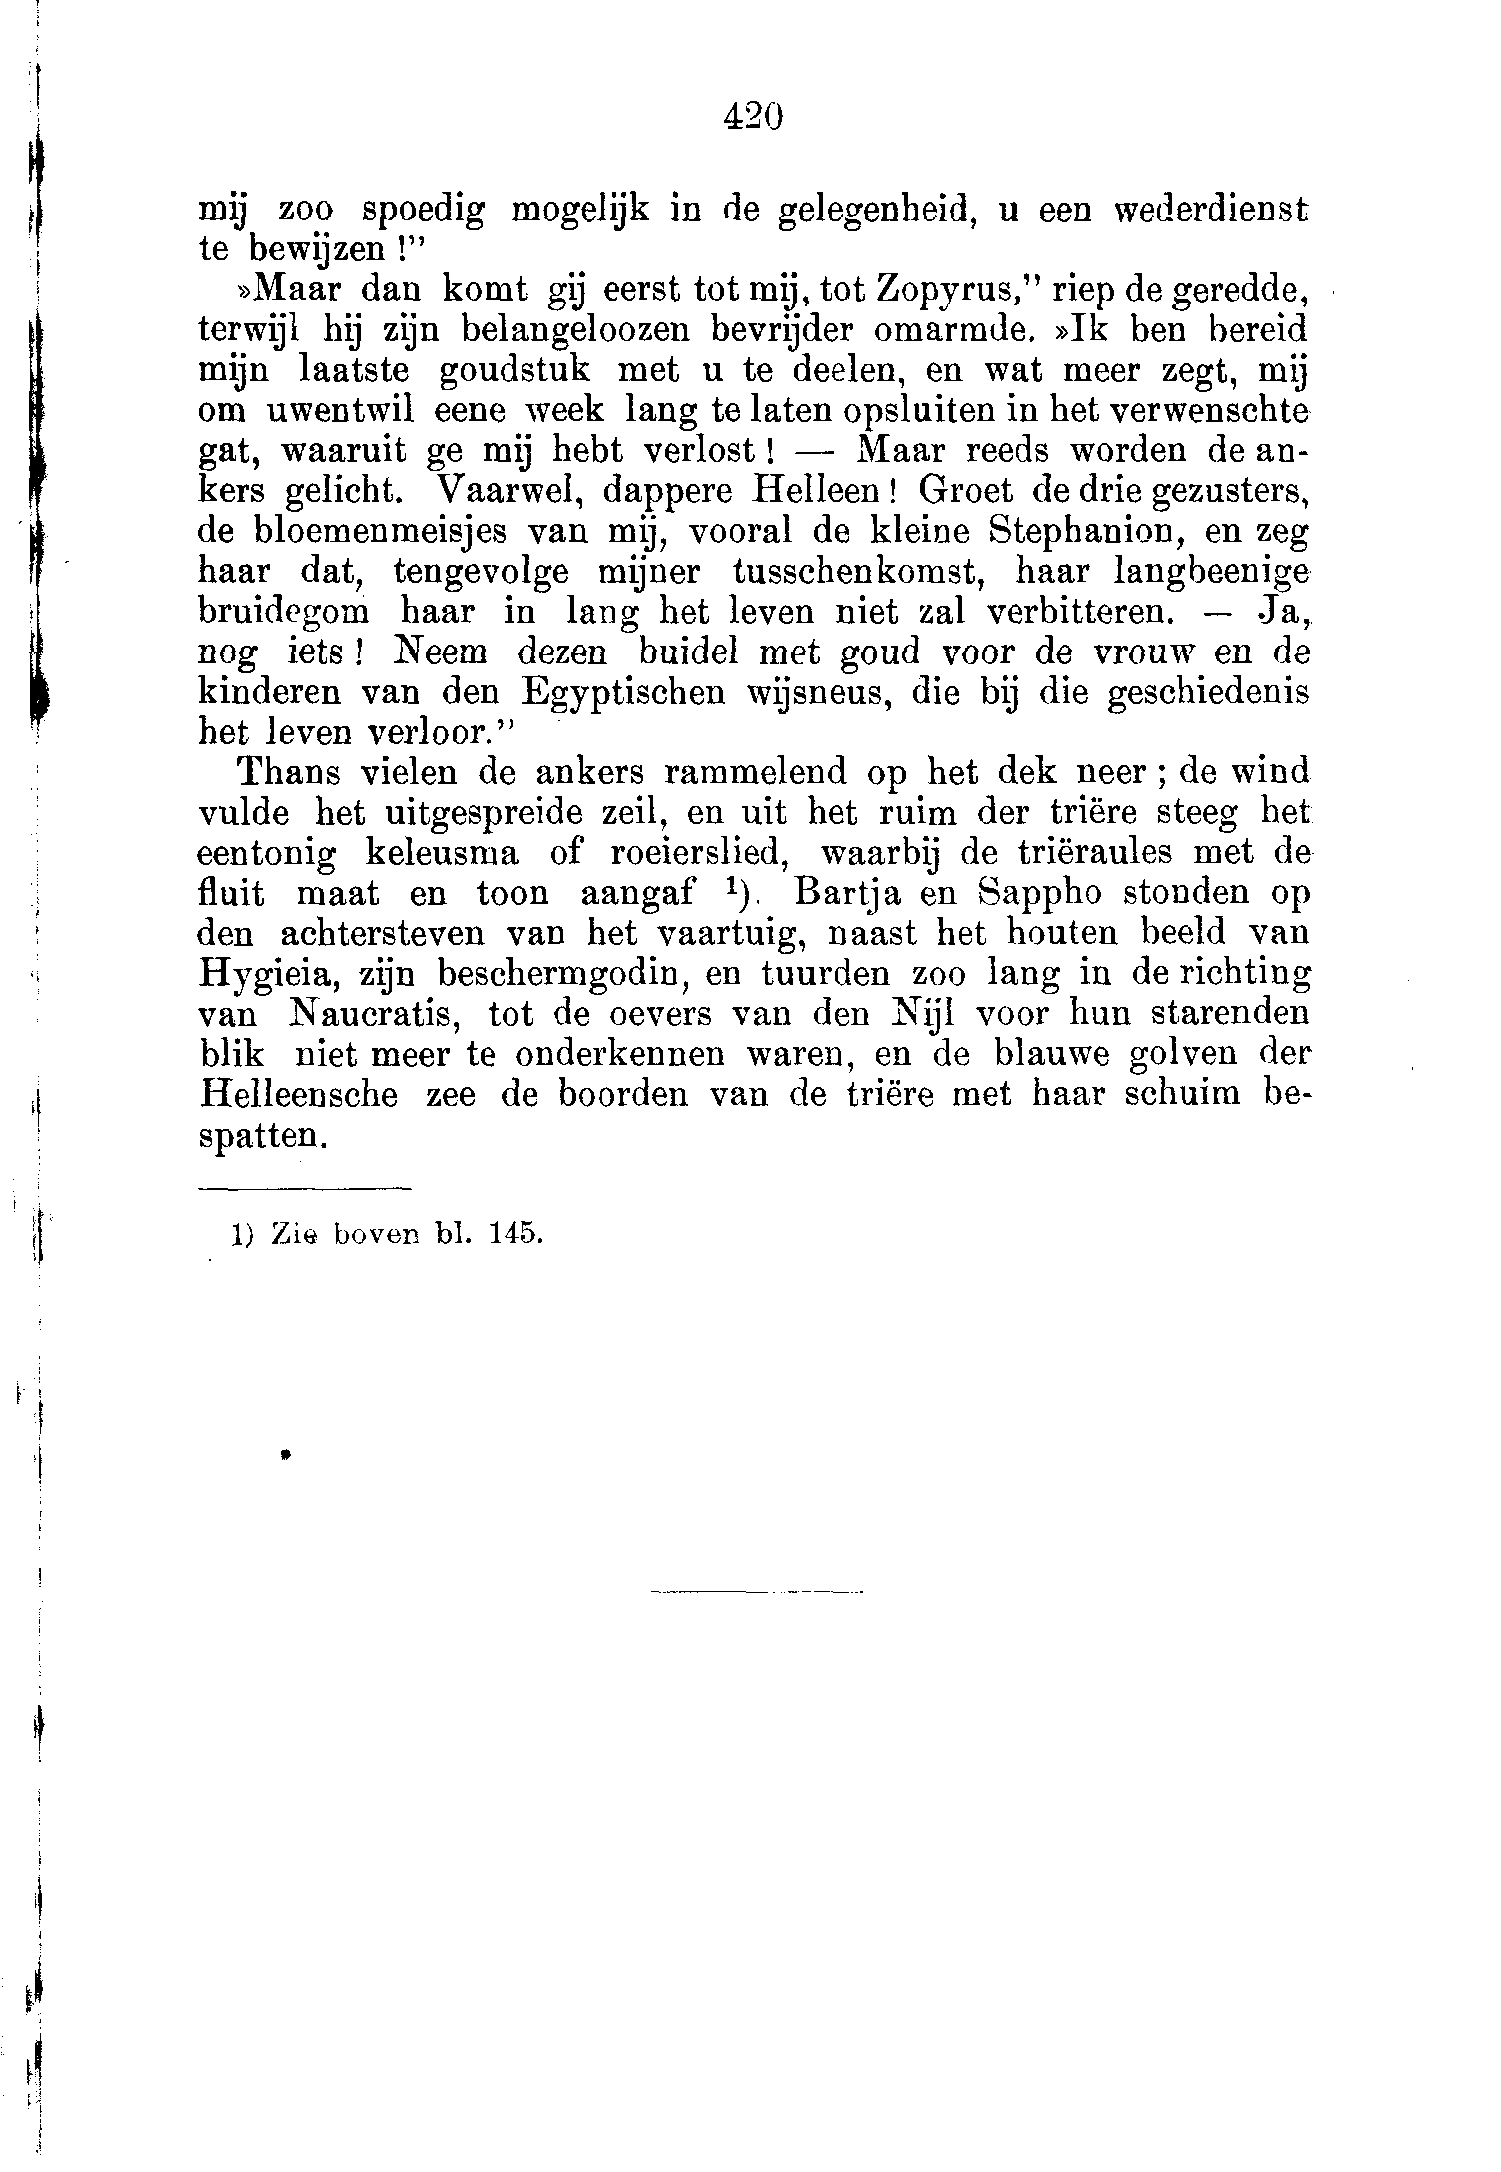 420
mij zoo spoedig mogelijk in de gelegenheid, u een wederdienst
te bewijzen !”
»Maar dan komt gij eerst tot mij, tot Zopyrus,” riep de geredde,
terwijl hij zijn belangeloozen bevrijder omarmde. »Ik ben bereid
mijn laatste goudstuk met u te deelen, en wat meer zegt, mij
om uwentwil eene week lang te laten opsluiten in het verwenschte
gat, waaruit ge mij hebt verlost ! — Maar reeds worden de an-
kers gelicht. Vaarwel, dappere Helleen ! Groet de drie gezusters,
de bloemenmeisjes van mij, vooral de kleine Stephanion, en zeg
haar dat, tengevolge mijner tusschenkomst, haar langbeenige
bruidegom haar in lang het leven niet zal verbitteren. — Ja,
nog iets ! Neem dezen buidel met goud voor de vrouw en de
kinderen van den Egyptischen wijsneus, die bij die geschiedenis
het leven verloor.”
Thans vielen de ankers rammelend op het dek neer ; de wind
vulde het uitgespreide zeil, en uit het ruim der triëre steeg het
eentonig keleusma of roeierslied, waarbij de triëraules met de
fluit maat en toon aangaf ¹). Bartja en Sappho stonden op
den achtersteven van het vaartuig, naast het houten beeld van
Hygieia, zijn beschermgodin, en tuurden zoo lang in de richting
van Naucratis, tot de oevers van den Nijl voor hun starenden
blik niet meer te onderkennen waren, en de blauwe golven der
Helleensche zee de boorden van de triëre met haar schuim be-
spatten.
1) Zie boven bl. 145.